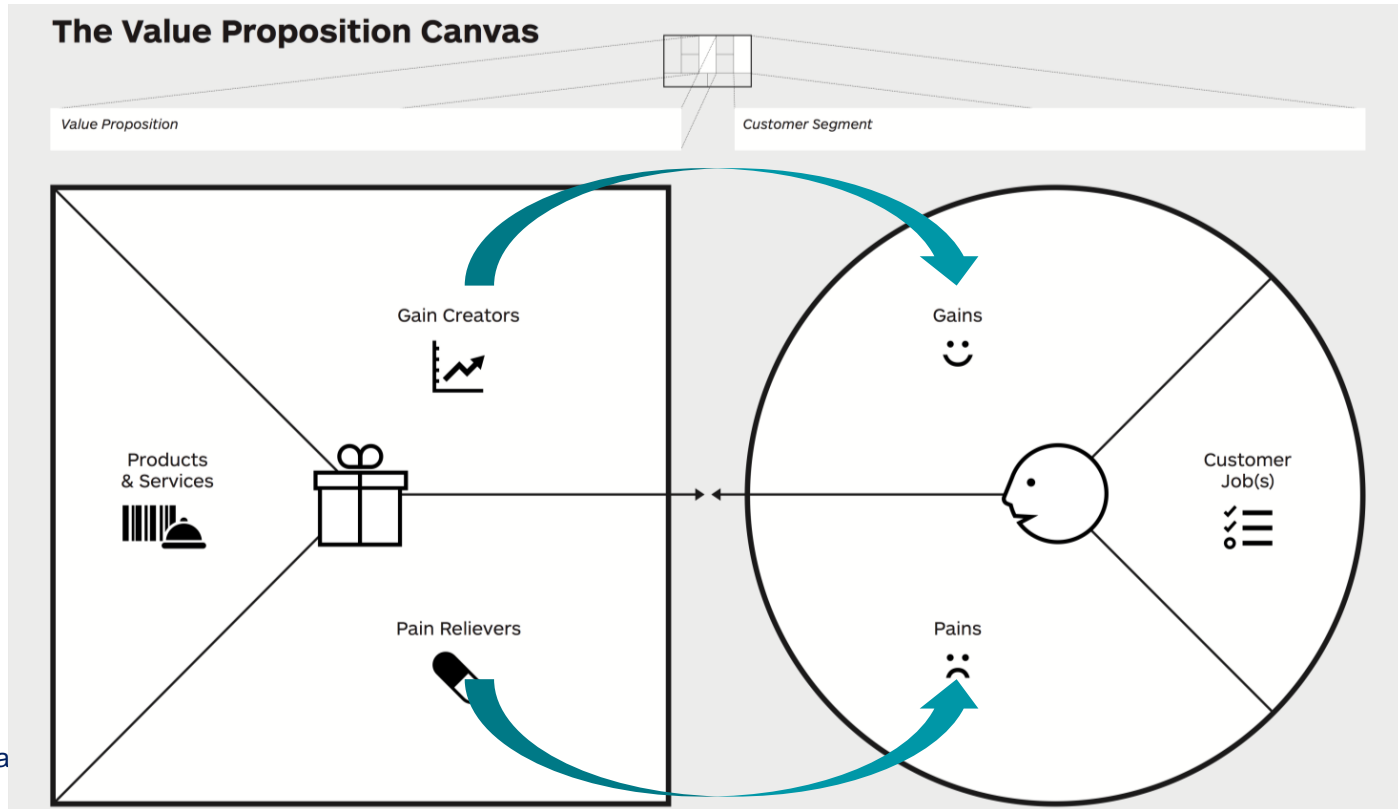 The Value Proposition Canvas
Value Proposition
Customer Segment
Gain Creators
Gains
Products
& Services
Customer
Job(s)
Pain Relievers
Pains
a